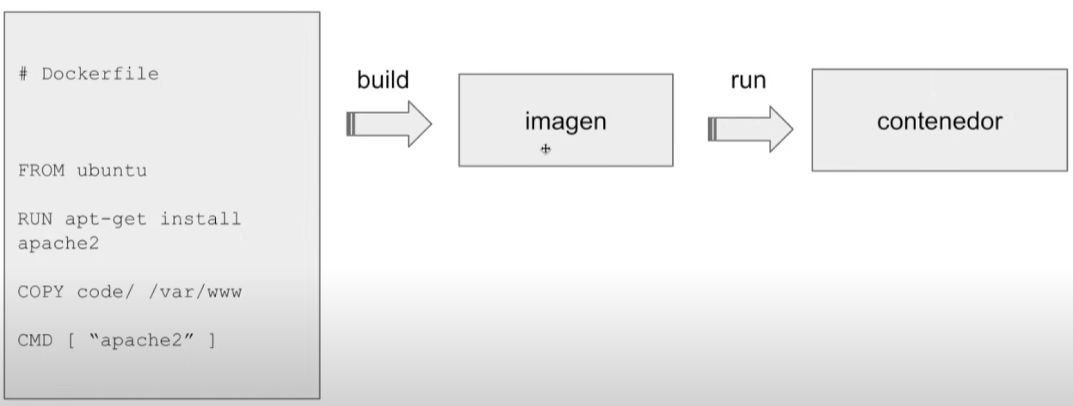 # Dockerfile
FROM ubuntu
RUN apt-get install
apache2
COPY code/ /var/www
CMD [ “apache2” ]
build
imagen
run
contenedor